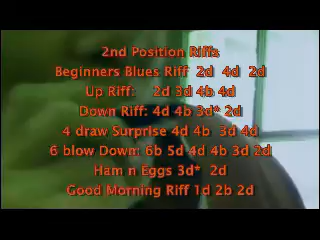 2nd Position Riffs
Beginners Blues Riff 2d 4d 2d
Up Riff: 2d 3d 4b 4d
Down Riff: 4d 4b 3d* 2d
4 draw Surprise 4d 4b 3d 4d
6 blow Down: 6b 5d 4d 4b 3d 2d
Ham n Eggs 3d* 2d
Good Morning Riff 1d 2b 2d